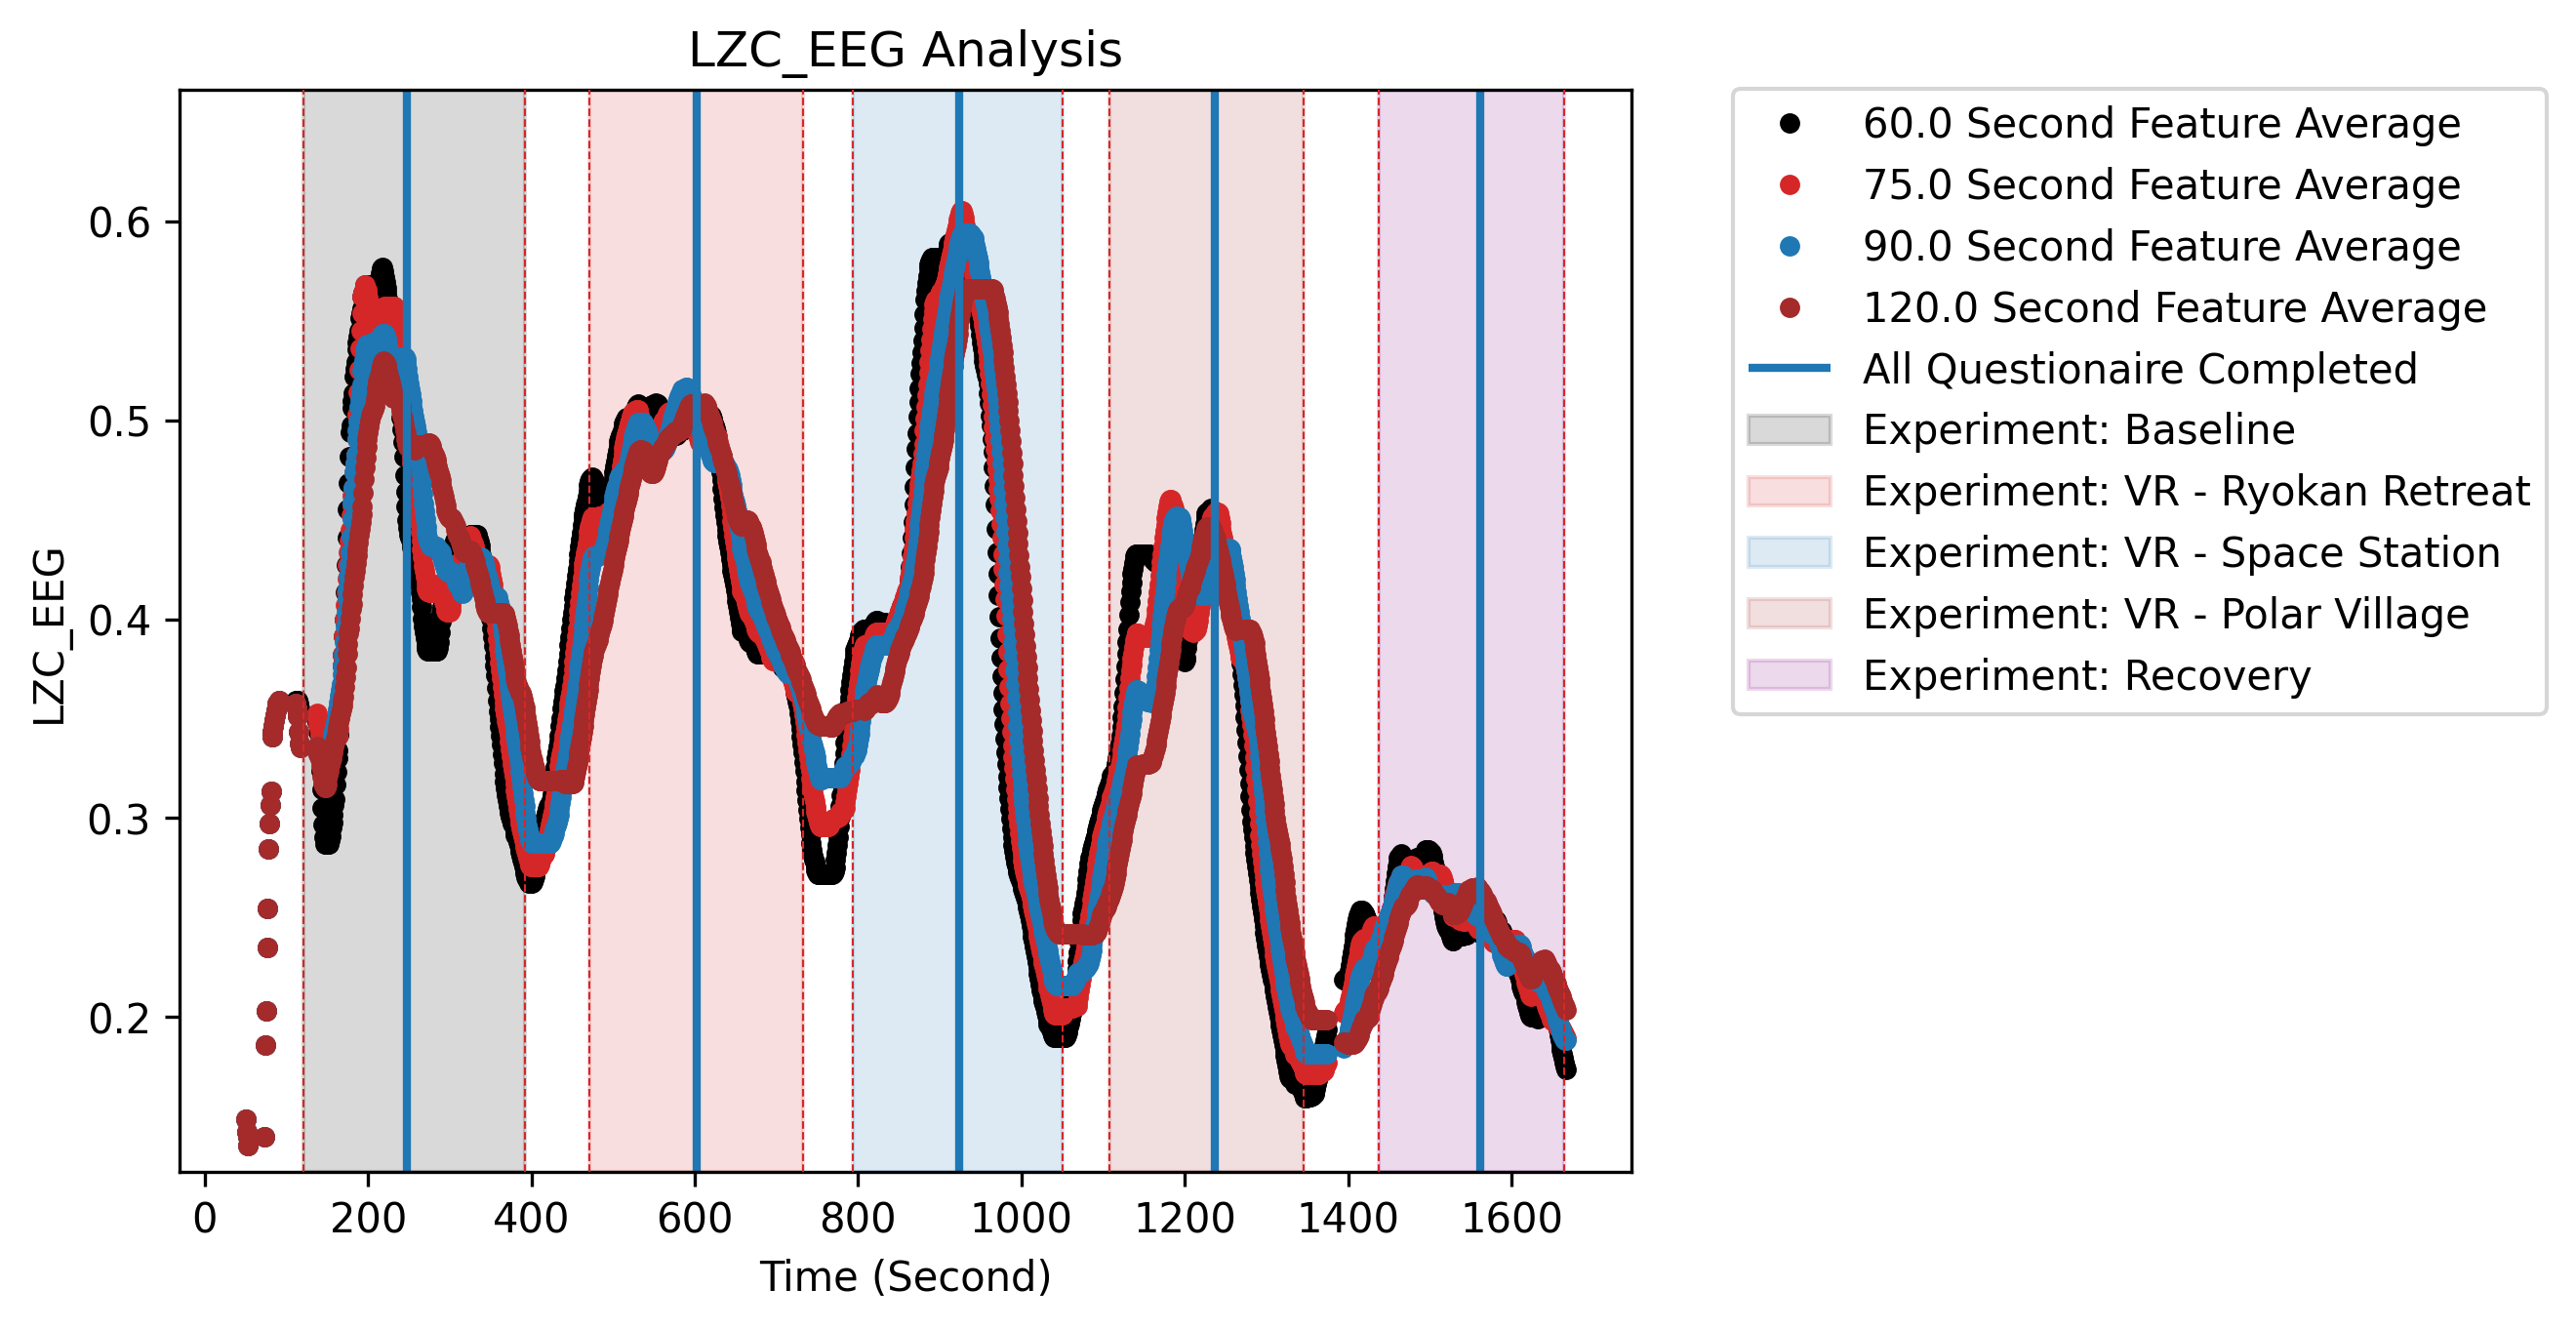 LZC_EEG Analysis
60.0 Second Feature Average
75.0 Second Feature Average
90.0 Second Feature Average
120.0 Second Feature Average
All Questionaire Completed
Experiment: Baseline
Experiment: VR - Ryokan Retreat
Experiment: VR - Space Station
Experiment: VR - Polar Village
Experiment: Recovery
LZC_EEG
0.6
0.5
0.4
0.3
0.2
0 200 400 600 800 1000 1200 1400 1600
Time (Second)